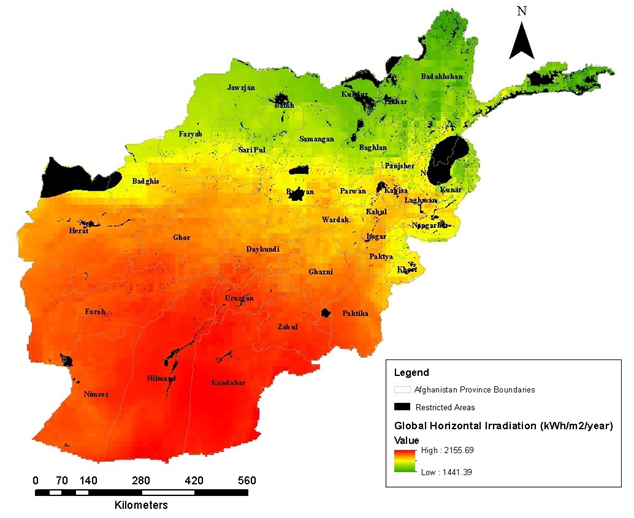 N
Badakhshan
Jawzjan
Balkh
Kunduz
Takhar
Faryab
Samangan
Sari Pul
Baghlan
Panjsher
Badghis
Bamyan
Parwan
Kapisa
Kunar
Laghman
Herat
Wardak
Kabul
Nangarhar
Ghor
Logar
Daykundi
Paktya
Ghazni
Khost
Uruzgan
Farah
Zabul
Paktika
Hilmand
Kandahar
Nimroz
Legend
Afghanistan Province Boundaries
Restricted Areas
Global Horizontal Irradiation (kWh/m2/year)
Value
High : 2155.69
Low : 1441.39
0 70 140 280 420 560
Kilometers